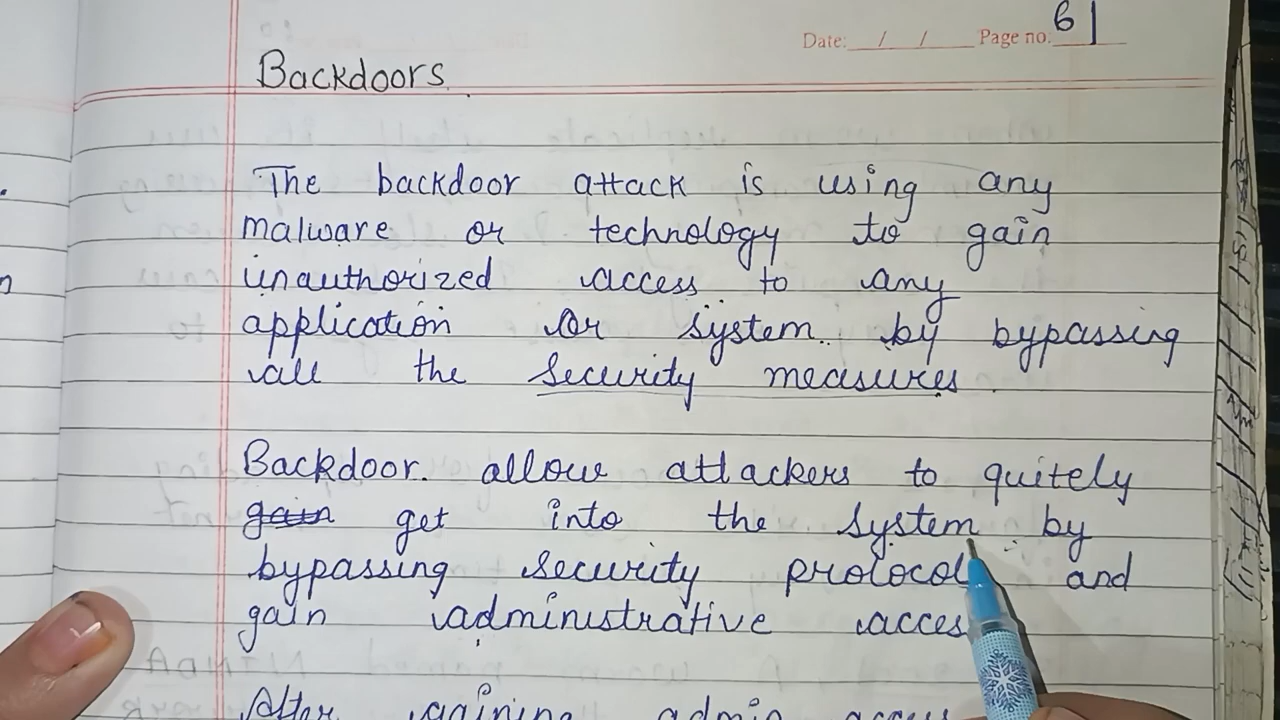 Date: / / Page no: 61
Backdoors.
The backdoor attack is using any
malware or technology to gain
unauthorized access to any
application or system by bypassing
all the security measures.
Backdoor allow attackers to quitely
gain get into the system by
bypassing security protocol and
gain administrative acces
After gaining admin access